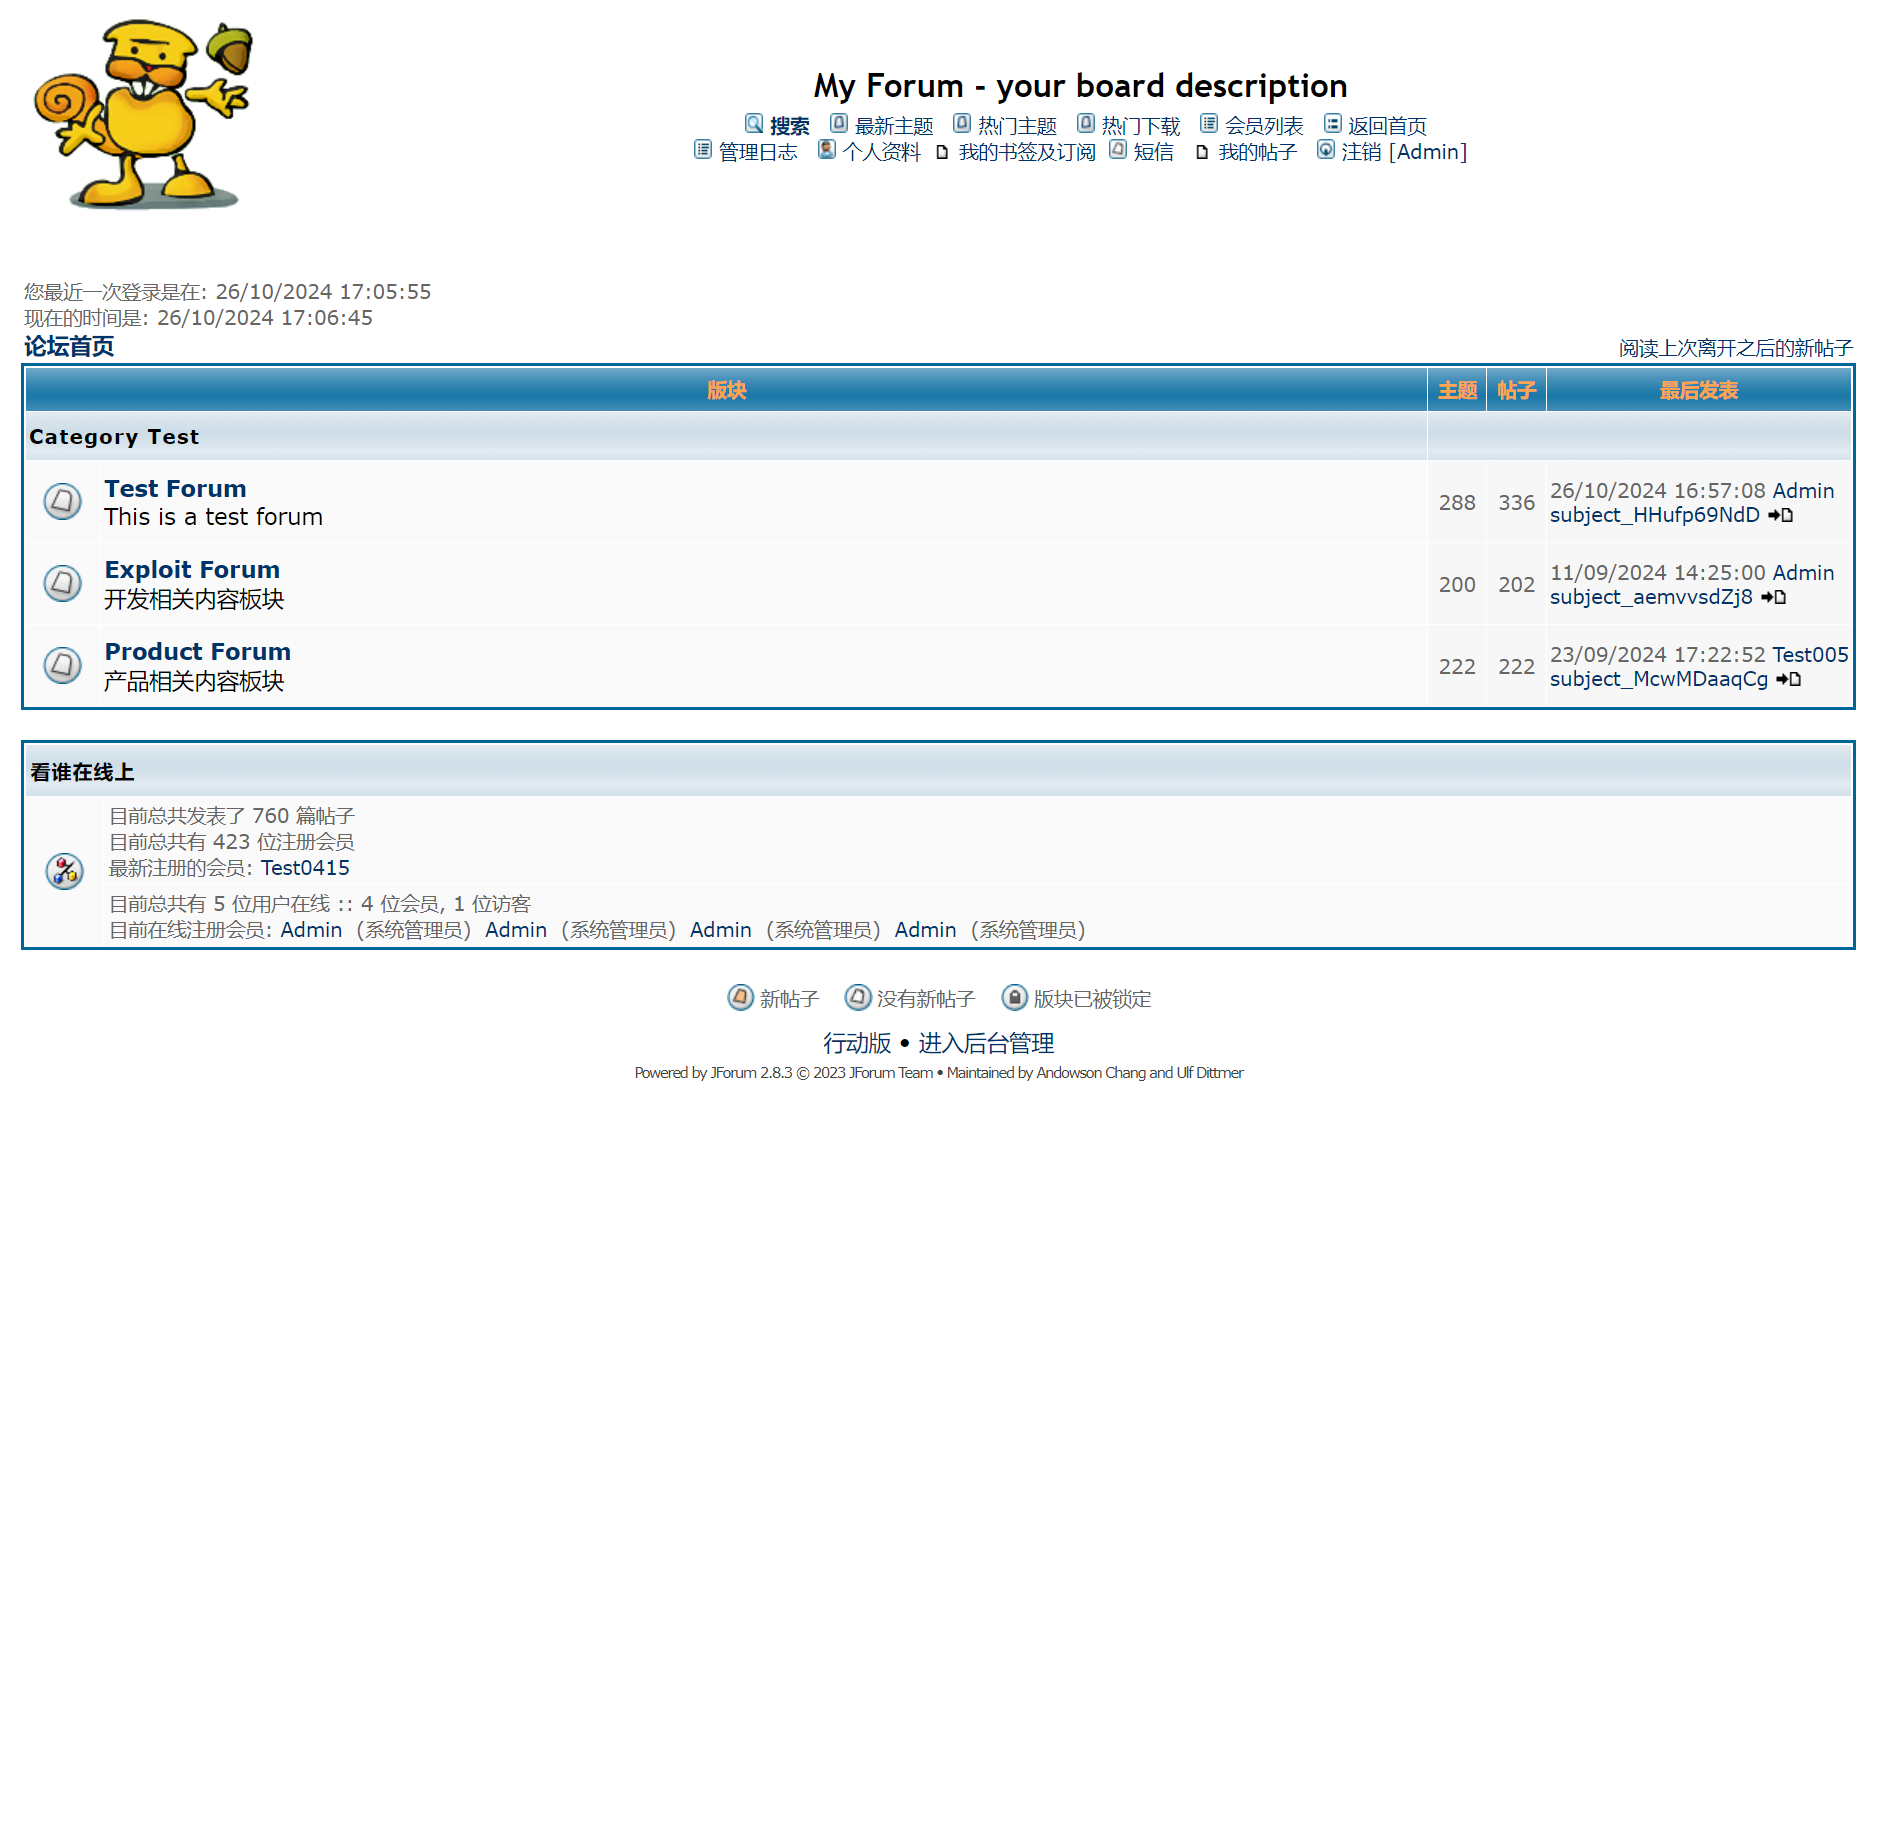 My Forum - your board description
搜索 最新主题 热门主题 热门下载 会员列表 返回首页
管理日志 个人资料 我的书签及订阅 短信 我的帖子 注销 [Admin]
您最近一次登录是在: 26/10/2024 17:05:55
现在的时间是: 26/10/2024 17:06:45
论坛首页 阅读上次离开之后的新帖子
版块 主题 帖子 最后发表
Category Test
Test Forum
This is a test forum
288 336
26/10/2024 16:57:08 Admin
subject_HHufp69NdD
Exploit Forum
开发相关内容板块
200 202
11/09/2024 14:25:00 Admin
subject_aemvvsdZj8
Product Forum
产品相关内容板块
222 222
23/09/2024 17:22:52 Test005
subject_McwMDaaqCg
看谁在线上
目前总共发表了 760 篇帖子
目前总共有 423 位注册会员
最新注册的会员: Test0415
目前总共有 5 位用户在线 :: 4 位会员, 1 位访客
目前在线注册会员: Admin（系统管理员）Admin（系统管理员）Admin（系统管理员）Admin（系统管理员）
新帖子 没有新帖子 版块已被锁定
行动版 • 进入后台管理
Powered by JForum 2.8.3 © 2023 JForum Team • Maintained by Andowson Chang and Ulf Dittmer